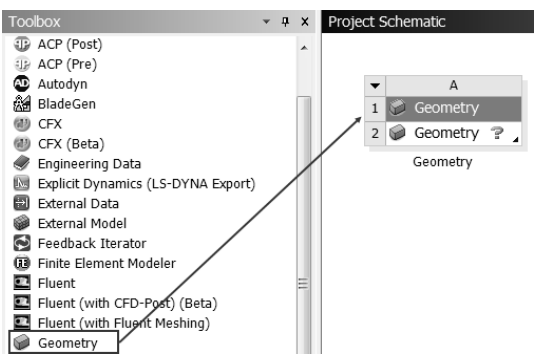 Toolbox
ACP (Post)
ACP (Pre)
Autodyn
BladeGen
CFX
CFX (Beta)
Engineering Data
Explicit Dynamics (LS-DYNA Export)
External Data
External Model
Feedback Iterator
Finite Element Modeler
Fluent
Fluent (with CFD-Post) (Beta)
Fluent (with Fluent Meshing)
Geometry
Project Schematic
A
1 Geometry
2 Geometry ?
Geometry